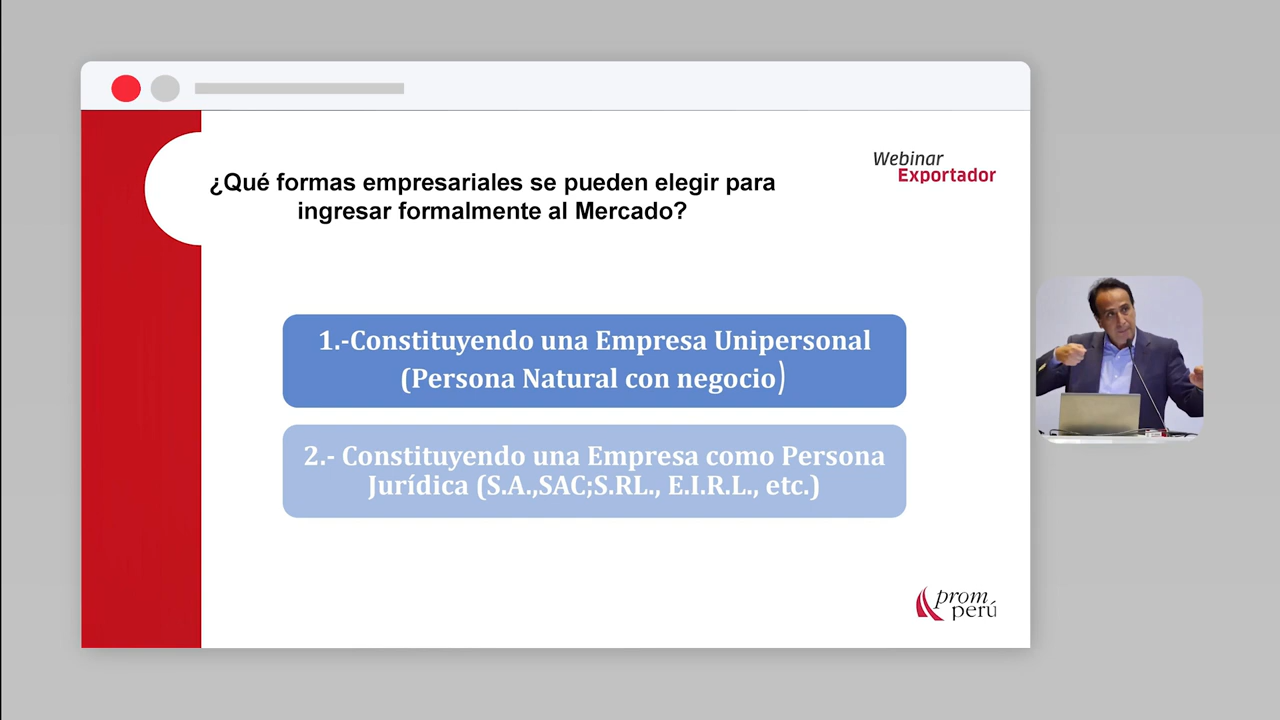 Webinar
Exportador
¿Qué formas empresariales se pueden elegir para
ingresar formalmente al Mercado?
1.-Constituyendo una Empresa Unipersonal
(Persona Natural con negocio)
2.- Constituyendo una Empresa como Persona
Jurídica (S.A.,SAC;S.RL., E.I.R.L., etc.)
prom
perú